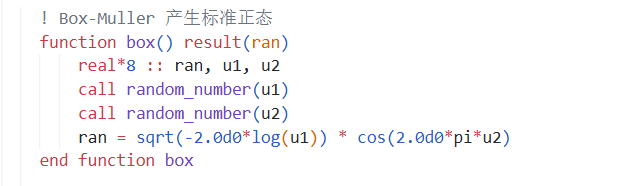 ! Box-Muller 产生标准正态
function box() result(ran)
    real*8 :: ran, u1, u2
    call random_number(u1)
    call random_number(u2)
    ran = sqrt(-2.0d0*log(u1)) * cos(2.0d0*pi*u2)
end function box